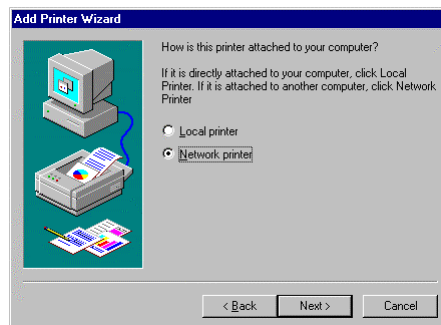 Add Printer Wizard
How is this printer attached to your computer?
If it is directly attached to your computer, click Local
Printer. If it is attached to another computer, click Network
Printer
Local printer
Network printer
< Back Next > Cancel